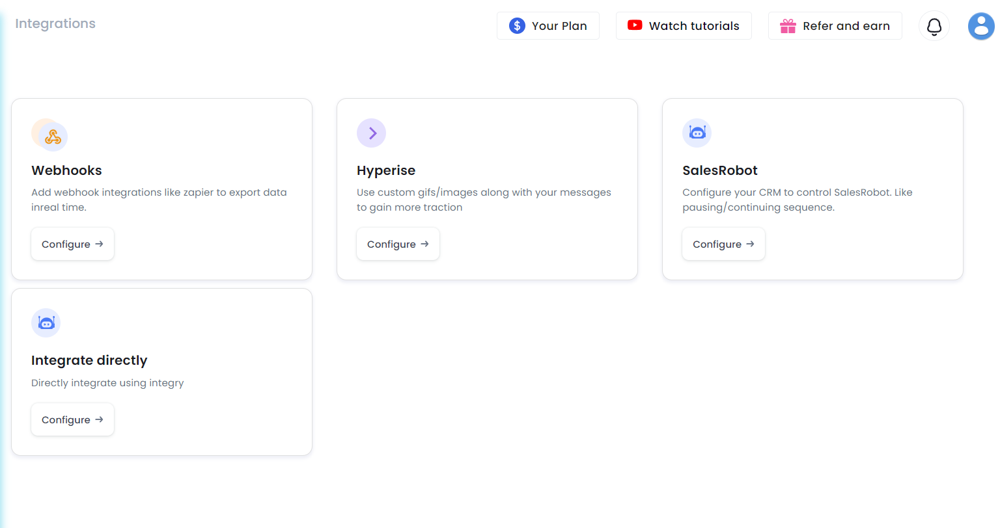 Integrations
Your Plan
Watch tutorials
Refer and earn
Webhooks
Add webhook integrations like zapier to export data
inreal time.
Configure →
Hyperise
Use custom gifs/images along with your messages
to gain more traction
Configure →
SalesRobot
Configure your CRM to control SalesRobot. Like
pausing/continuing sequence.
Configure →
Integrate directly
Directly integrate using integry
Configure →